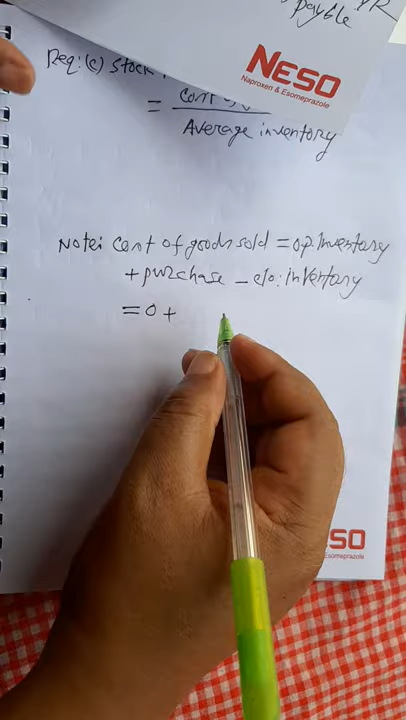 payble
NESO
Naproxen & Esomeprazole
Req: (c) Stock
=
Average inventory
Note: Cost of goods sold = op. Inventory
+ purchase - clo: inventory
= 0 +
SO
Esomeprazole